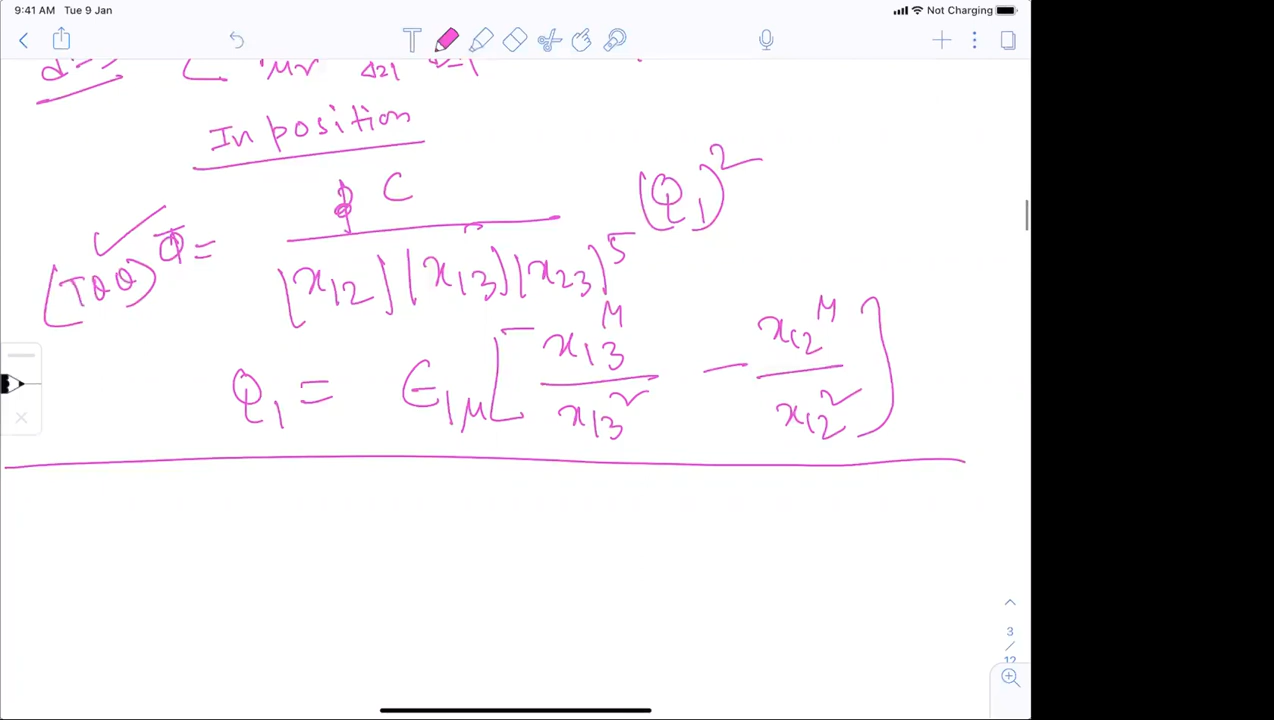 9:41 AM Tue 9 Jan
Not Charging
T
In position
⟨TOO⟩ = C / |x12| |x13| |x23|^5 (Q1)^2
Q1 = ε1μ [ x13^μ / x13^2 − x12^μ / x12^2 ]
3
/
12